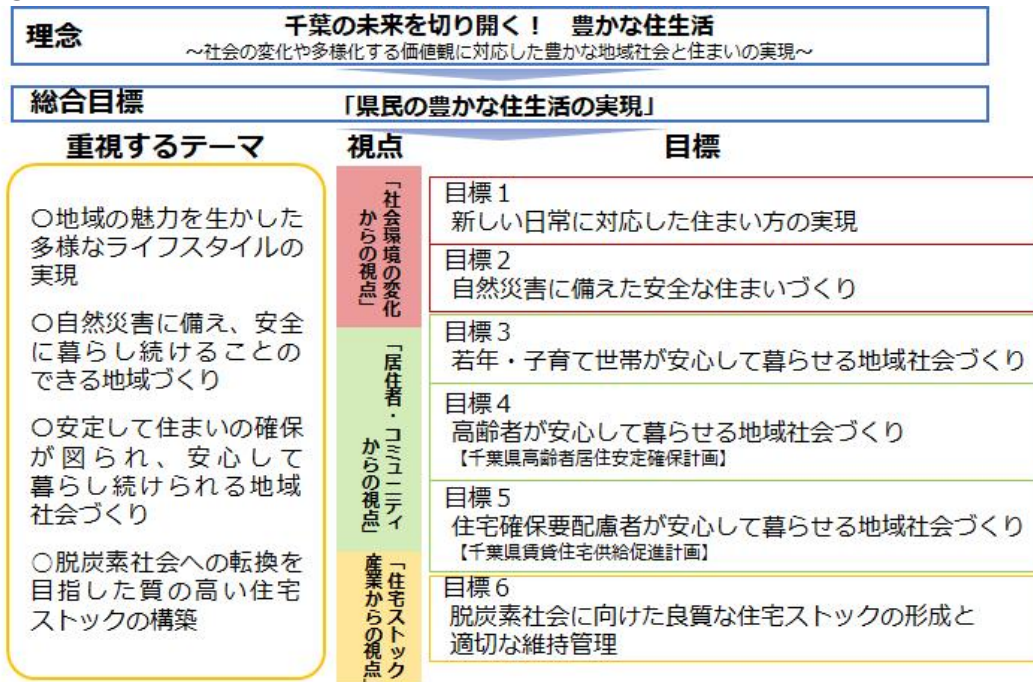 理念
千葉の未来を切り開く！　豊かな住生活
～社会の変化や多様化する価値観に対応した豊かな地域社会と住まいの実現～
総合目標
「県民の豊かな住生活の実現」
重視するテーマ
○地域の魅力を生かした
多様なライフスタイルの
実現
○自然災害に備え、安全
に暮らし続けることの
できる地域づくり
○安定して住まいの確保
が図られ、安心して
暮らし続けられる地域
社会づくり
○脱炭素社会への転換を
目指した質の高い住宅
ストックの構築
視点
「社会環境の変化
からの視点」
「居住者・コミュニティ
からの視点」
「住宅ストック
産業からの視点」
目標
目標１
新しい日常に対応した住まい方の実現
目標２
自然災害に備えた安全な住まいづくり
目標３
若年・子育て世帯が安心して暮らせる地域社会づくり
目標４
高齢者が安心して暮らせる地域社会づくり
【千葉県高齢者居住安定確保計画】
目標５
住宅確保要配慮者が安心して暮らせる地域社会づくり
【千葉県賃貸住宅供給促進計画】
目標６
脱炭素社会に向けた良質な住宅ストックの形成と
適切な維持管理